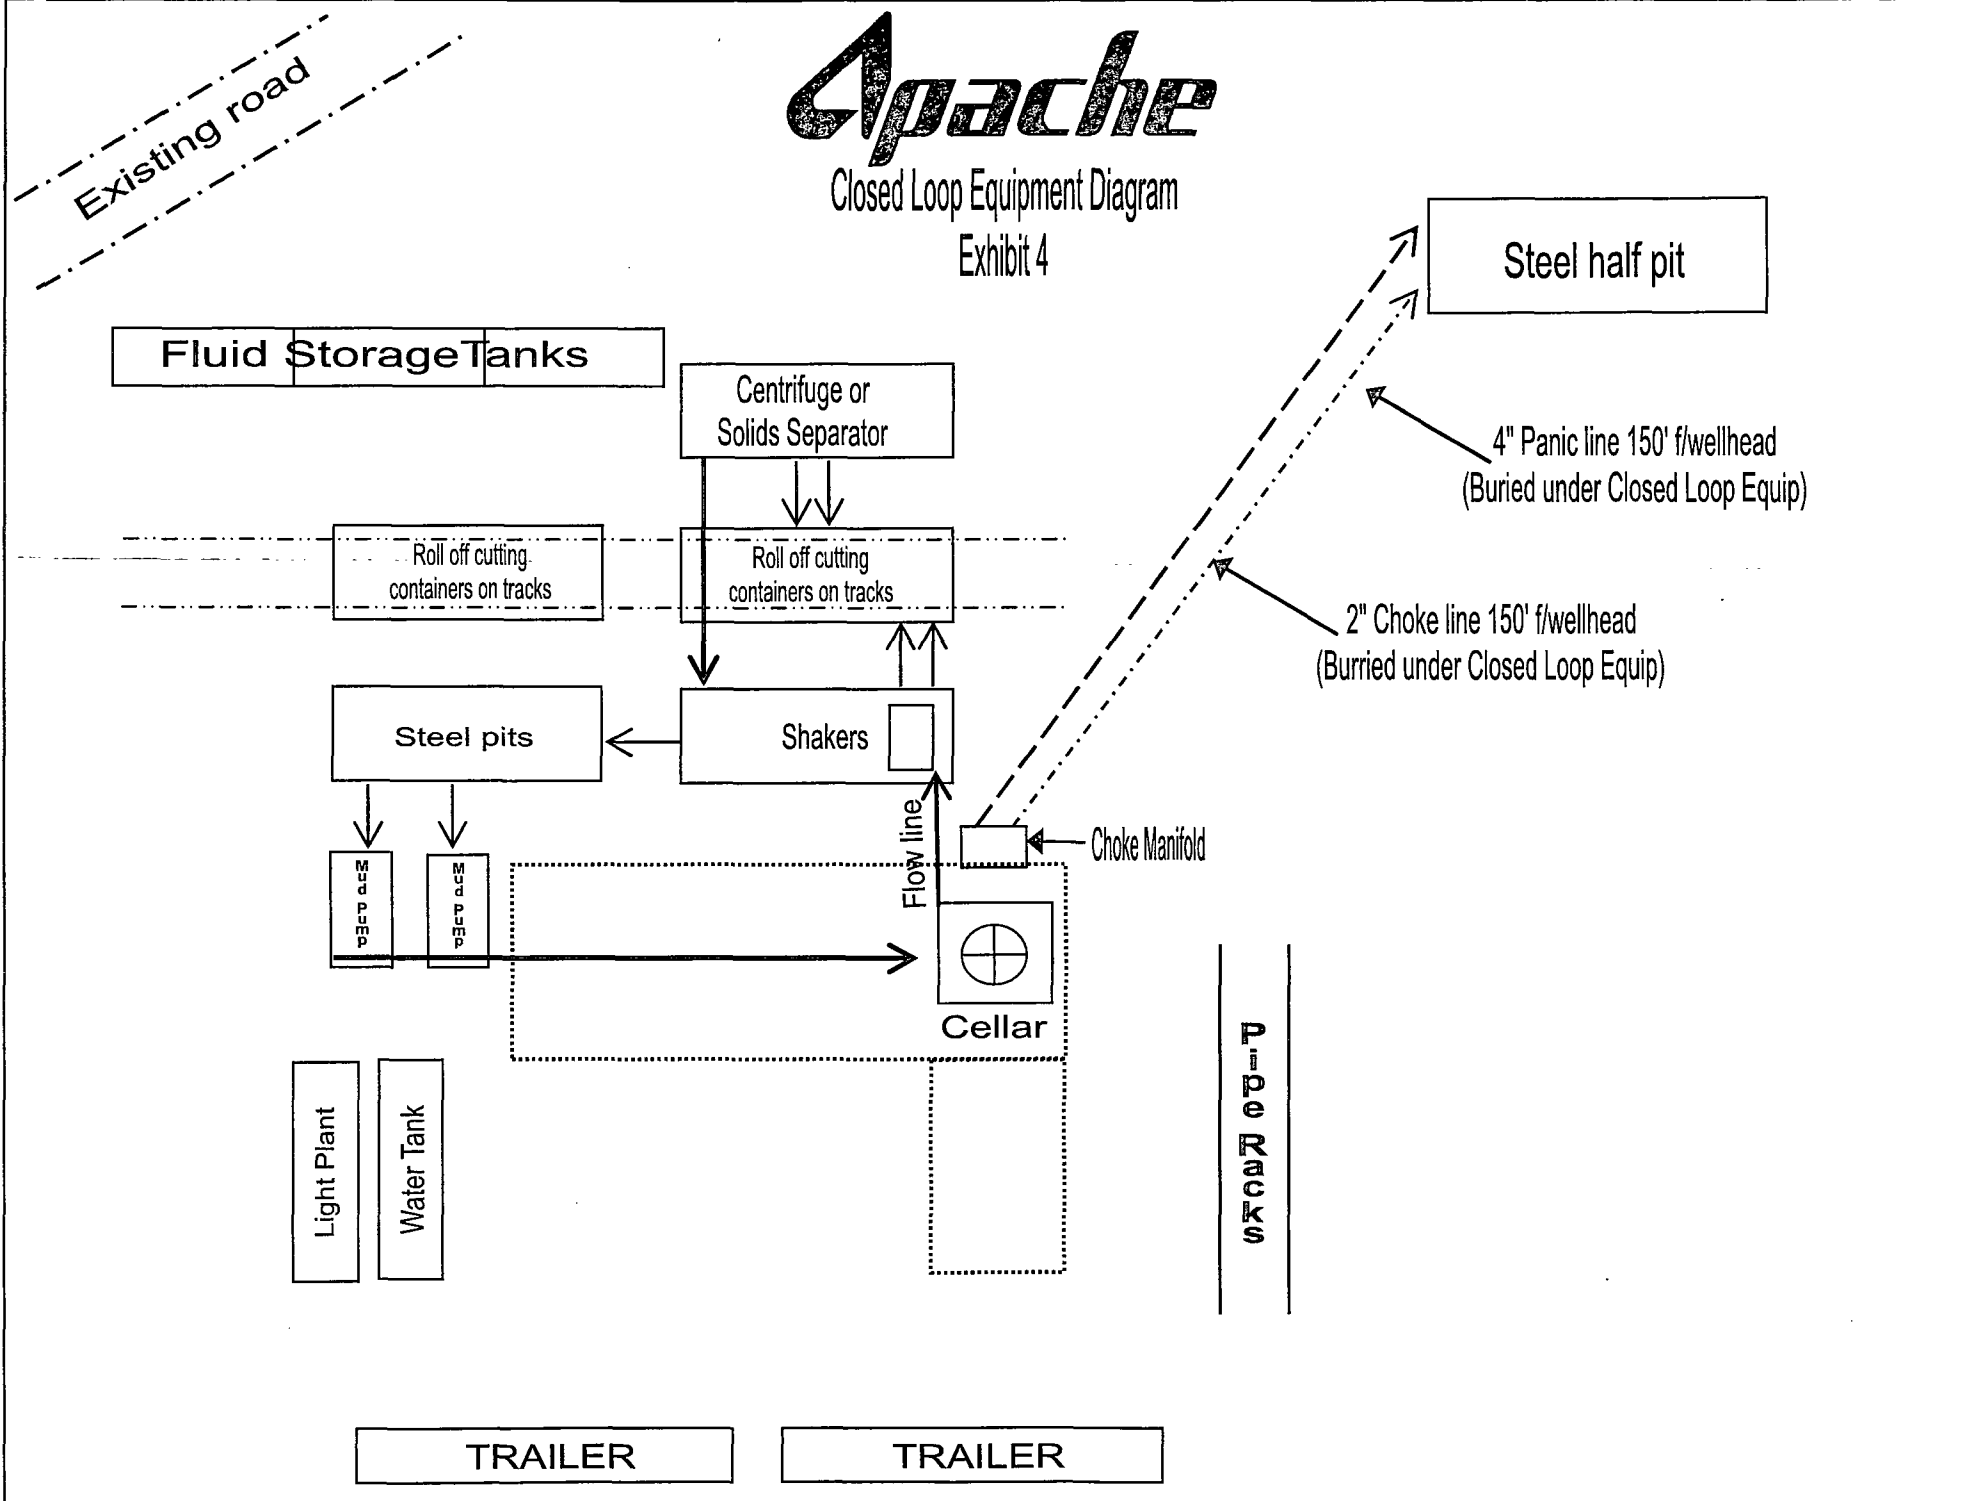 Existing road
Apache
Closed Loop Equipment Diagram
Exhibit 4
Steel half pit
Fluid StorageTanks
Centrifuge or
Solids Separator
4" Panic line 150' f/wellhead
(Buried under Closed Loop Equip)
Roll off cutting
containers on tracks
Roll off cutting
containers on tracks
2" Choke line 150' f/wellhead
(Burried under Closed Loop Equip)
Steel pits
Shakers
Flow line
Choke Manifold
Mud Pump
Mud Pump
Cellar
Pipe Racks
Light Plant
Water Tank
TRAILER
TRAILER